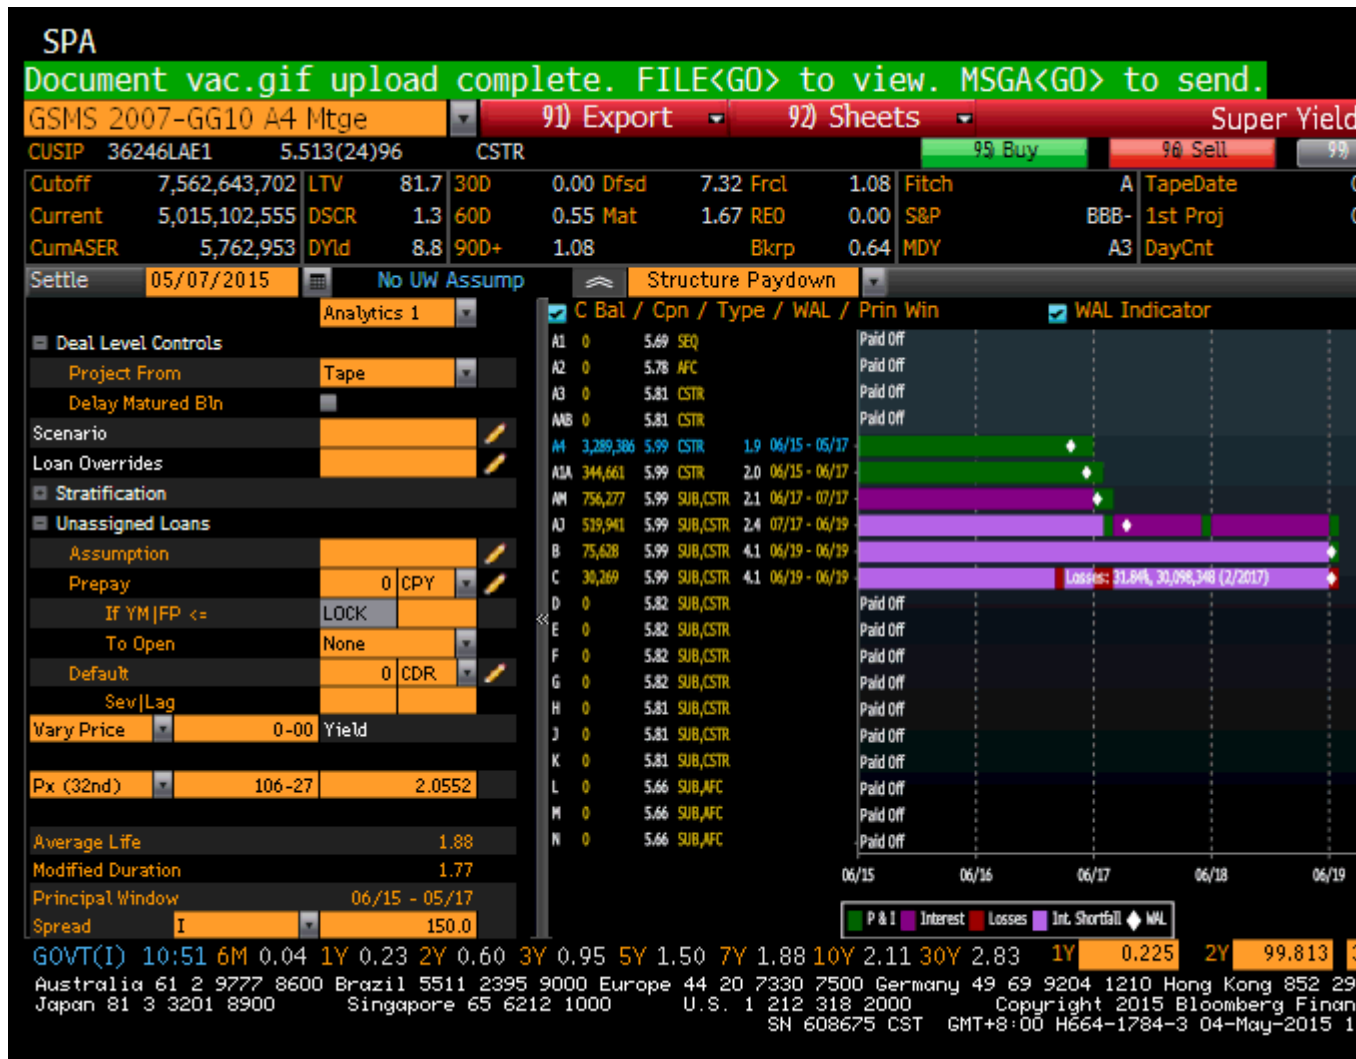 SPA
Document vac.gif upload complete. FILE<GO> to view. MSGA<GO> to send.
GSMS 2007-GG10 A4 Mtge 91) Export 92) Sheets Super Yield
CUSIP 36246LAE1 5.513(24)96 CSTR 95) Buy 96) Sell 99)
Cutoff 7,562,643,702 LTV 81.7 30D 0.00 Dfsd 7.32 Frcl 1.08 Fitch A TapeDate
Current 5,015,102,555 DSCR 1.3 60D 0.55 Mat 1.67 REO 0.00 S&P BBB- 1st Proj
CumASER 5,762,953 DYld 8.8 90D+ 1.08 Bkrp 0.64 MDY A3 DayCnt
Settle 05/07/2015 No UW Assump Structure Paydown
Analytics 1 C Bal / Cpn / Type / WAL / Prin Win WAL Indicator
Deal Level Controls
Project From Tape
Delay Matured Bln
Scenario
Loan Overrides
Stratification
Unassigned Loans
Assumption
Prepay 0 CPY
If YM|FP <= LOCK
To Open None
Default 0 CDR
Sev|Lag
Vary Price 0-00 Yield
Px (32nd) 106-27 2.0552
Average Life 1.88
Modified Duration 1.77
Principal Window 06/15 - 05/17
Spread I 150.0
A1 0 5.69 SEQ Paid Off
A2 0 5.78 AFC Paid Off
A3 0 5.81 CSTR Paid Off
AAB 0 5.81 CSTR Paid Off
A4 3,289,386 5.99 CSTR 1.9 06/15 - 05/17
A1A 344,661 5.99 CSTR 2.0 06/15 - 06/17
AM 756,277 5.99 SUB,CSTR 2.1 06/17 - 07/17
AJ 519,941 5.99 SUB,CSTR 2.4 07/17 - 06/19
B 75,628 5.99 SUB,CSTR 4.1 06/19 - 06/19
C 30,269 5.99 SUB,CSTR 4.1 06/19 - 06/19 Losses: 31.84%, 30,098,348 (2/2017)
D 0 5.82 SUB,CSTR Paid Off
E 0 5.82 SUB,CSTR Paid Off
F 0 5.82 SUB,CSTR Paid Off
G 0 5.82 SUB,CSTR Paid Off
H 0 5.81 SUB,CSTR Paid Off
J 0 5.81 SUB,CSTR Paid Off
K 0 5.81 SUB,CSTR Paid Off
L 0 5.66 SUB,AFC Paid Off
M 0 5.66 SUB,AFC Paid Off
N 0 5.66 SUB,AFC Paid Off
06/15 06/16 06/17 06/18 06/19
P & I Interest Losses Int. Shortfall WAL
GOVT(I) 10:51 6M 0.04 1Y 0.23 2Y 0.60 3Y 0.95 5Y 1.50 7Y 1.88 10Y 2.11 30Y 2.83 1Y 0.225 2Y 99.813
Australia 61 2 9777 8600 Brazil 5511 2395 9000 Europe 44 20 7330 7500 Germany 49 69 9204 1210 Hong Kong 852 29
Japan 81 3 3201 8900 Singapore 65 6212 1000 U.S. 1 212 318 2000 Copyright 2015 Bloomberg Finan
SN 608675 CST GMT+8:00 H664-1784-3 04-May-2015 1